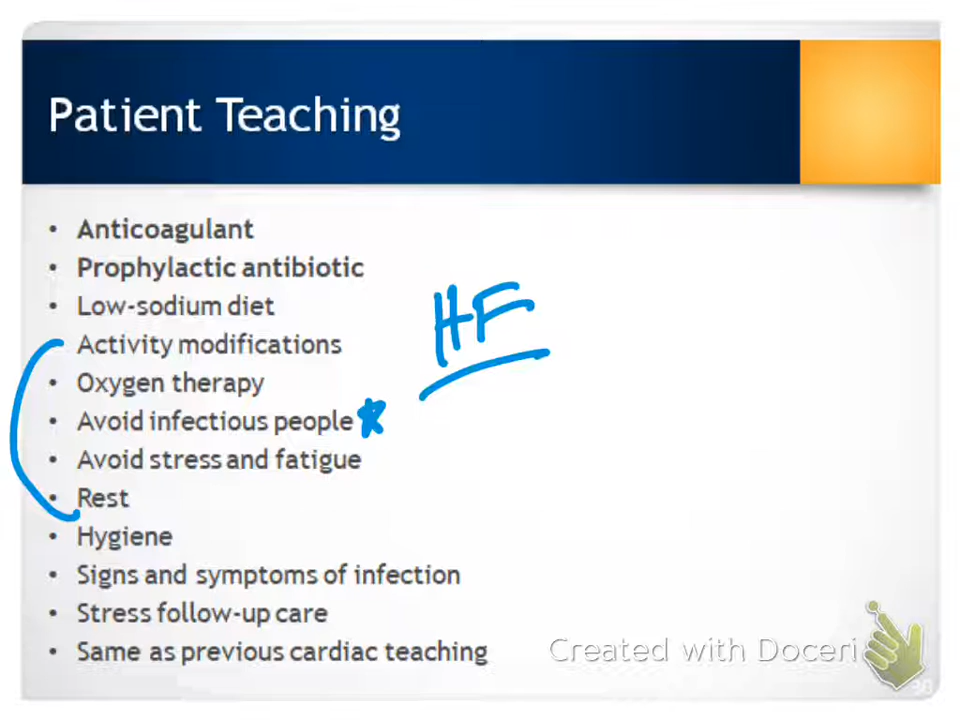 Patient Teaching
• Anticoagulant
• Prophylactic antibiotic
• Low-sodium diet
HF
• Activity modifications
• Oxygen therapy
• Avoid infectious people
• Avoid stress and fatigue
• Rest
• Hygiene
• Signs and symptoms of infection
• Stress follow-up care
• Same as previous cardiac teaching
Created with Doceri
30